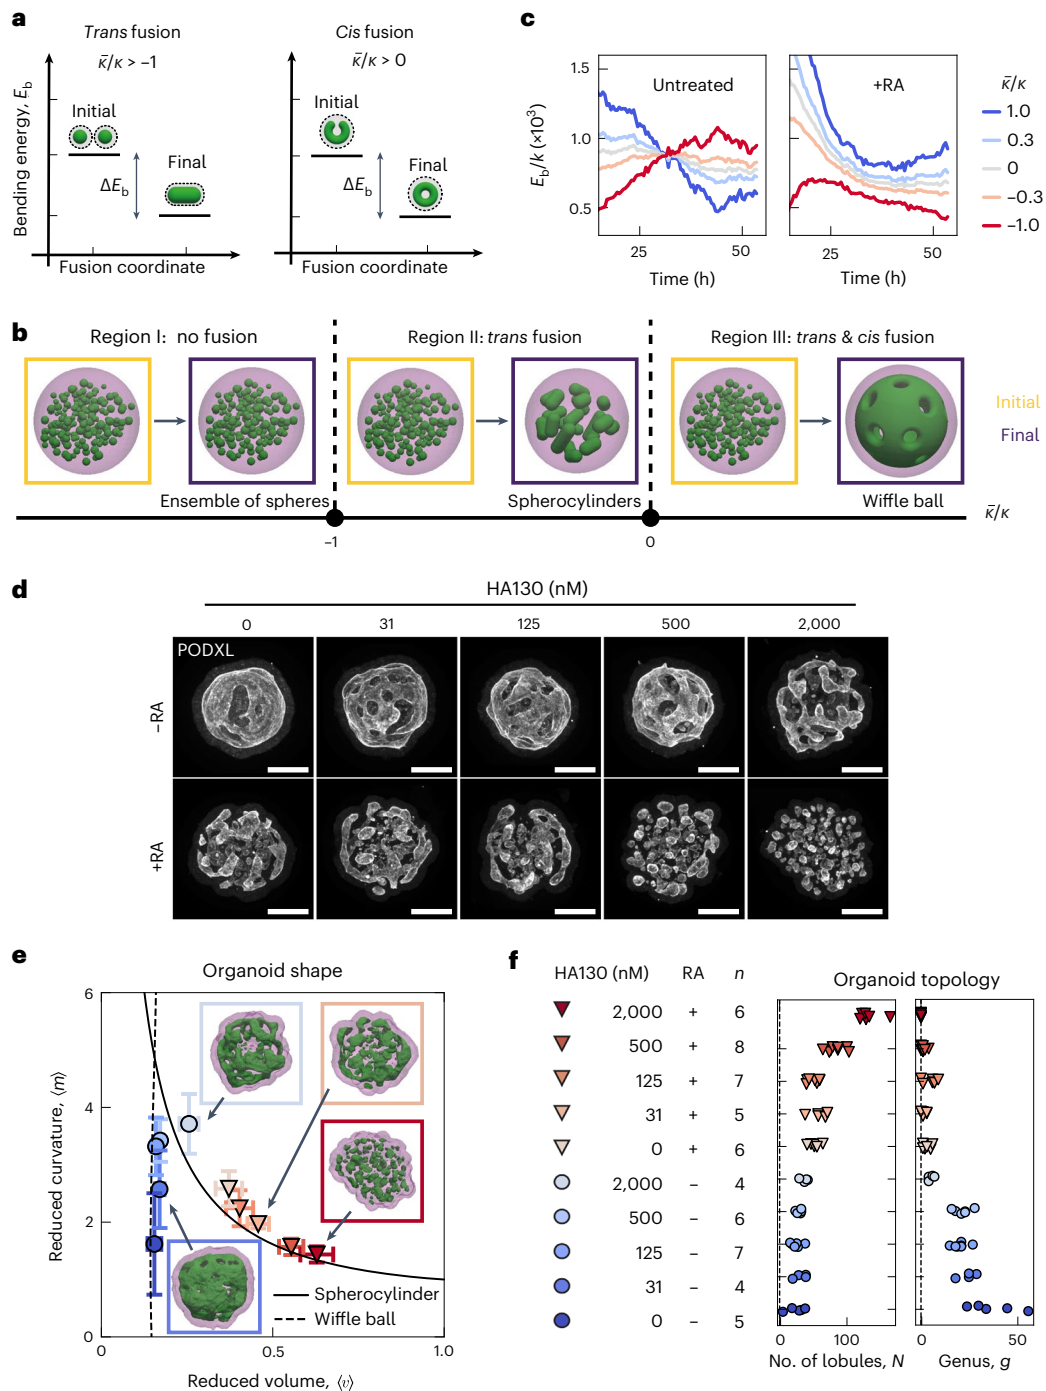 a
Trans fusion
κ̄/κ > −1
Cis fusion
κ̄/κ > 0
Bending energy, E_b
Initial
Final
ΔE_b
Fusion coordinate
Initial
Final
ΔE_b
Fusion coordinate
c
1.5
1.0
0.5
E_b/k (×10³)
Untreated
+RA
25
50
25
50
Time (h)
Time (h)
κ̄/κ
1.0
0.3
0
−0.3
−1.0
b
Region I: no fusion
Region II: trans fusion
Region III: trans & cis fusion
Initial
Final
Ensemble of spheres
Spherocylinders
Wiffle ball
−1
0
κ̄/κ
d
HA130 (nM)
0
31
125
500
2,000
PODXL
−RA
+RA
e
Organoid shape
6
4
2
0
Reduced curvature, ⟨m⟩
Spherocylinder
Wiffle ball
0
0.5
1.0
Reduced volume, ⟨v⟩
f
HA130 (nM) RA n
Organoid topology
2,000 + 6
500 + 8
125 + 7
31 + 5
0 + 6
2,000 − 4
500 − 6
125 − 7
31 − 4
0 − 5
0
100
0
50
No. of lobules, N
Genus, g